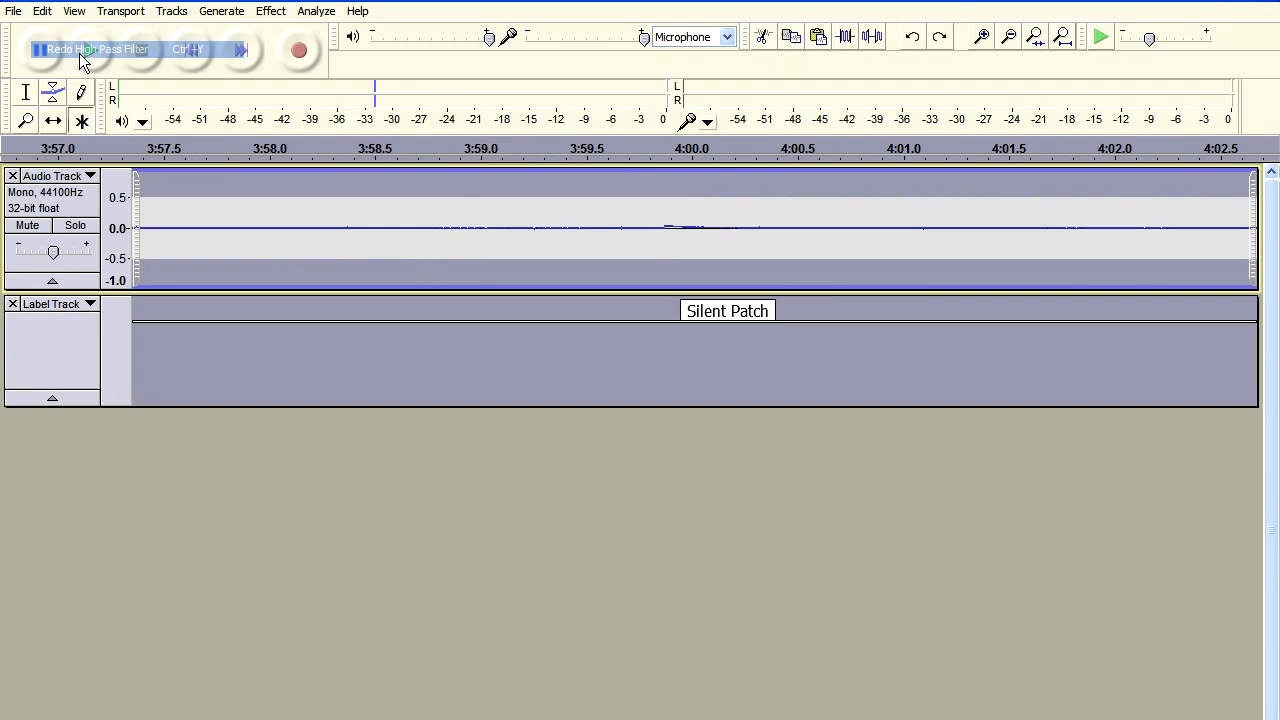 File Edit View Transport Tracks Generate Effect Analyze Help
Redo High Pass Filter Ctrl+Y
Microphone
L
R
-54 -51 -48 -45 -42 -39 -36 -33 -30 -27 -24 -21 -18 -15 -12 -9 -6 -3 0
L
R
-54 -51 -48 -45 -42 -39 -36 -33 -30 -27 -24 -21 -18 -15 -12 -9 -6 -3 0
3:57.0 3:57.5 3:58.0 3:58.5 3:59.0 3:59.5 4:00.0 4:00.5 4:01.0 4:01.5 4:02.0 4:02.5
Audio Track
Mono, 44100Hz
32-bit float
Mute Solo
- +
0.5
0.0
-0.5
-1.0
Label Track
Silent Patch